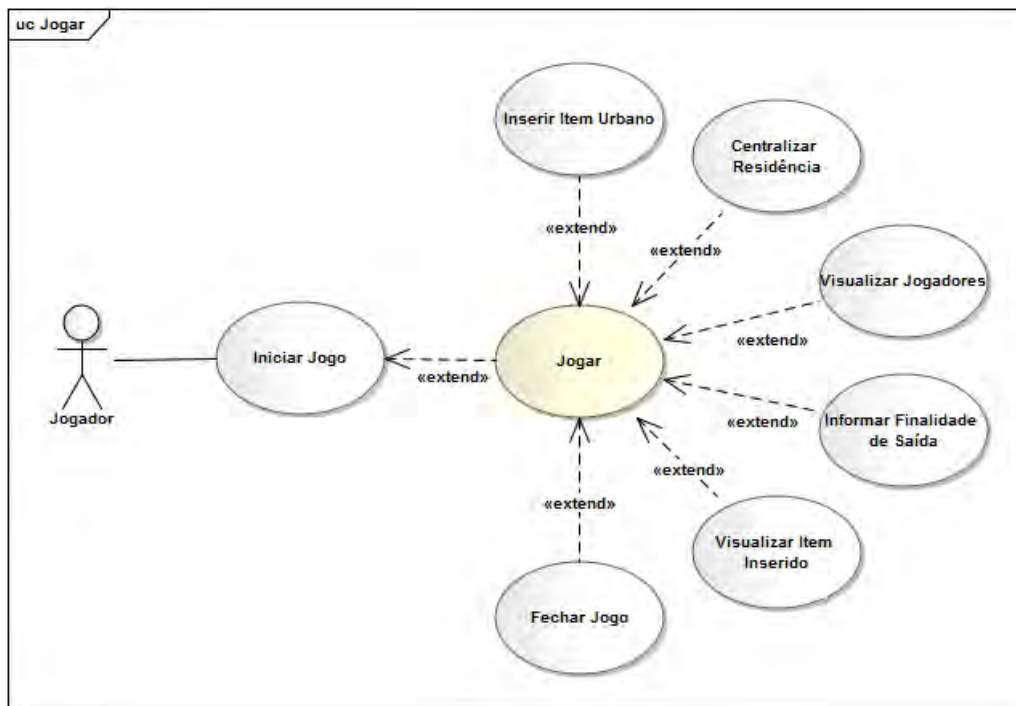 uc Jogar
Inserir Item Urbano
Centralizar
Residência
«extend»
«extend»
Visualizar Jogadores
«extend»
Iniciar Jogo
Jogar
«extend»
Jogador
Informar Finalidade
de Saída
«extend»
«extend»
«extend»
Visualizar Item
Inserido
Fechar Jogo